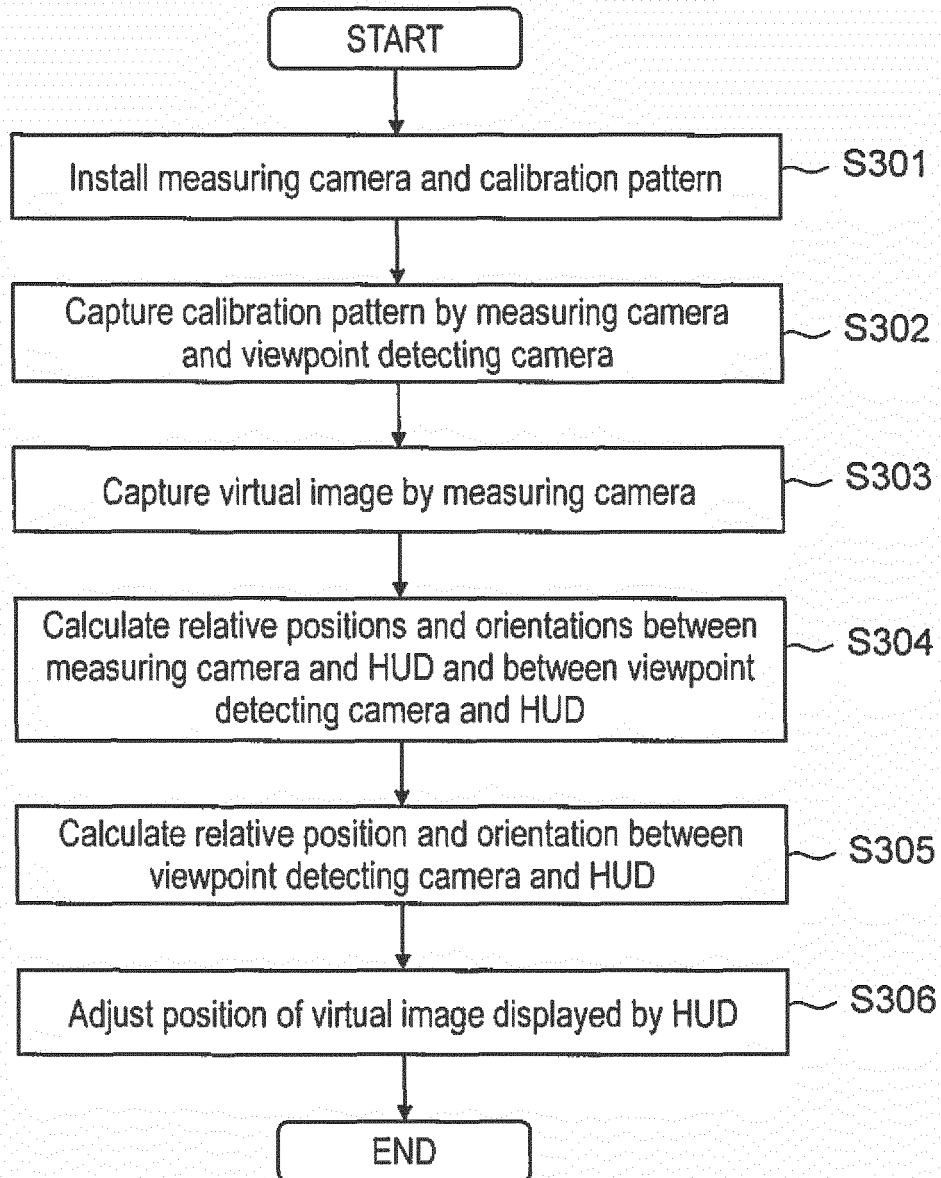 START
Install measuring camera and calibration pattern
S301
Capture calibration pattern by measuring camera
and viewpoint detecting camera
S302
Capture virtual image by measuring camera
S303
Calculate relative positions and orientations between
measuring camera and HUD and between viewpoint
detecting camera and HUD
S304
Calculate relative position and orientation between
viewpoint detecting camera and HUD
S305
Adjust position of virtual image displayed by HUD
S306
END